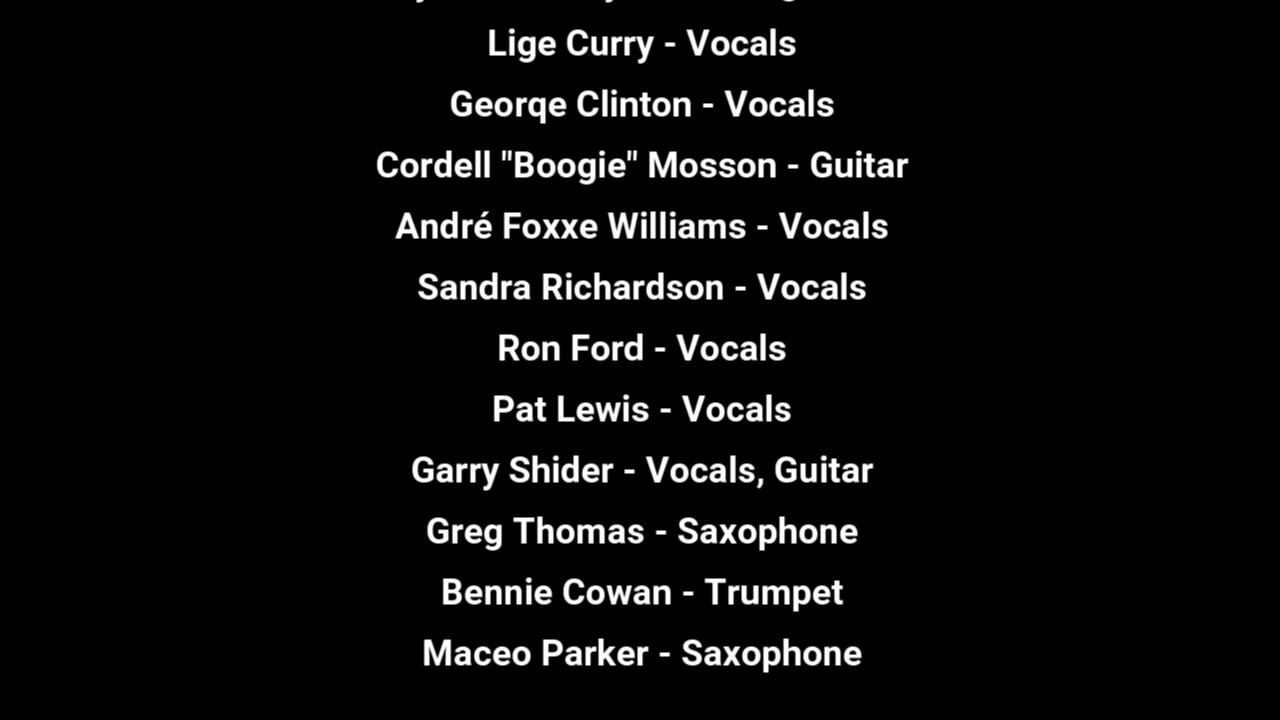 Lige Curry - Vocals
Georqe Clinton - Vocals
Cordell "Boogie" Mosson - Guitar
André Foxxe Williams - Vocals
Sandra Richardson - Vocals
Ron Ford - Vocals
Pat Lewis - Vocals
Garry Shider - Vocals, Guitar
Greg Thomas - Saxophone
Bennie Cowan - Trumpet
Maceo Parker - Saxophone